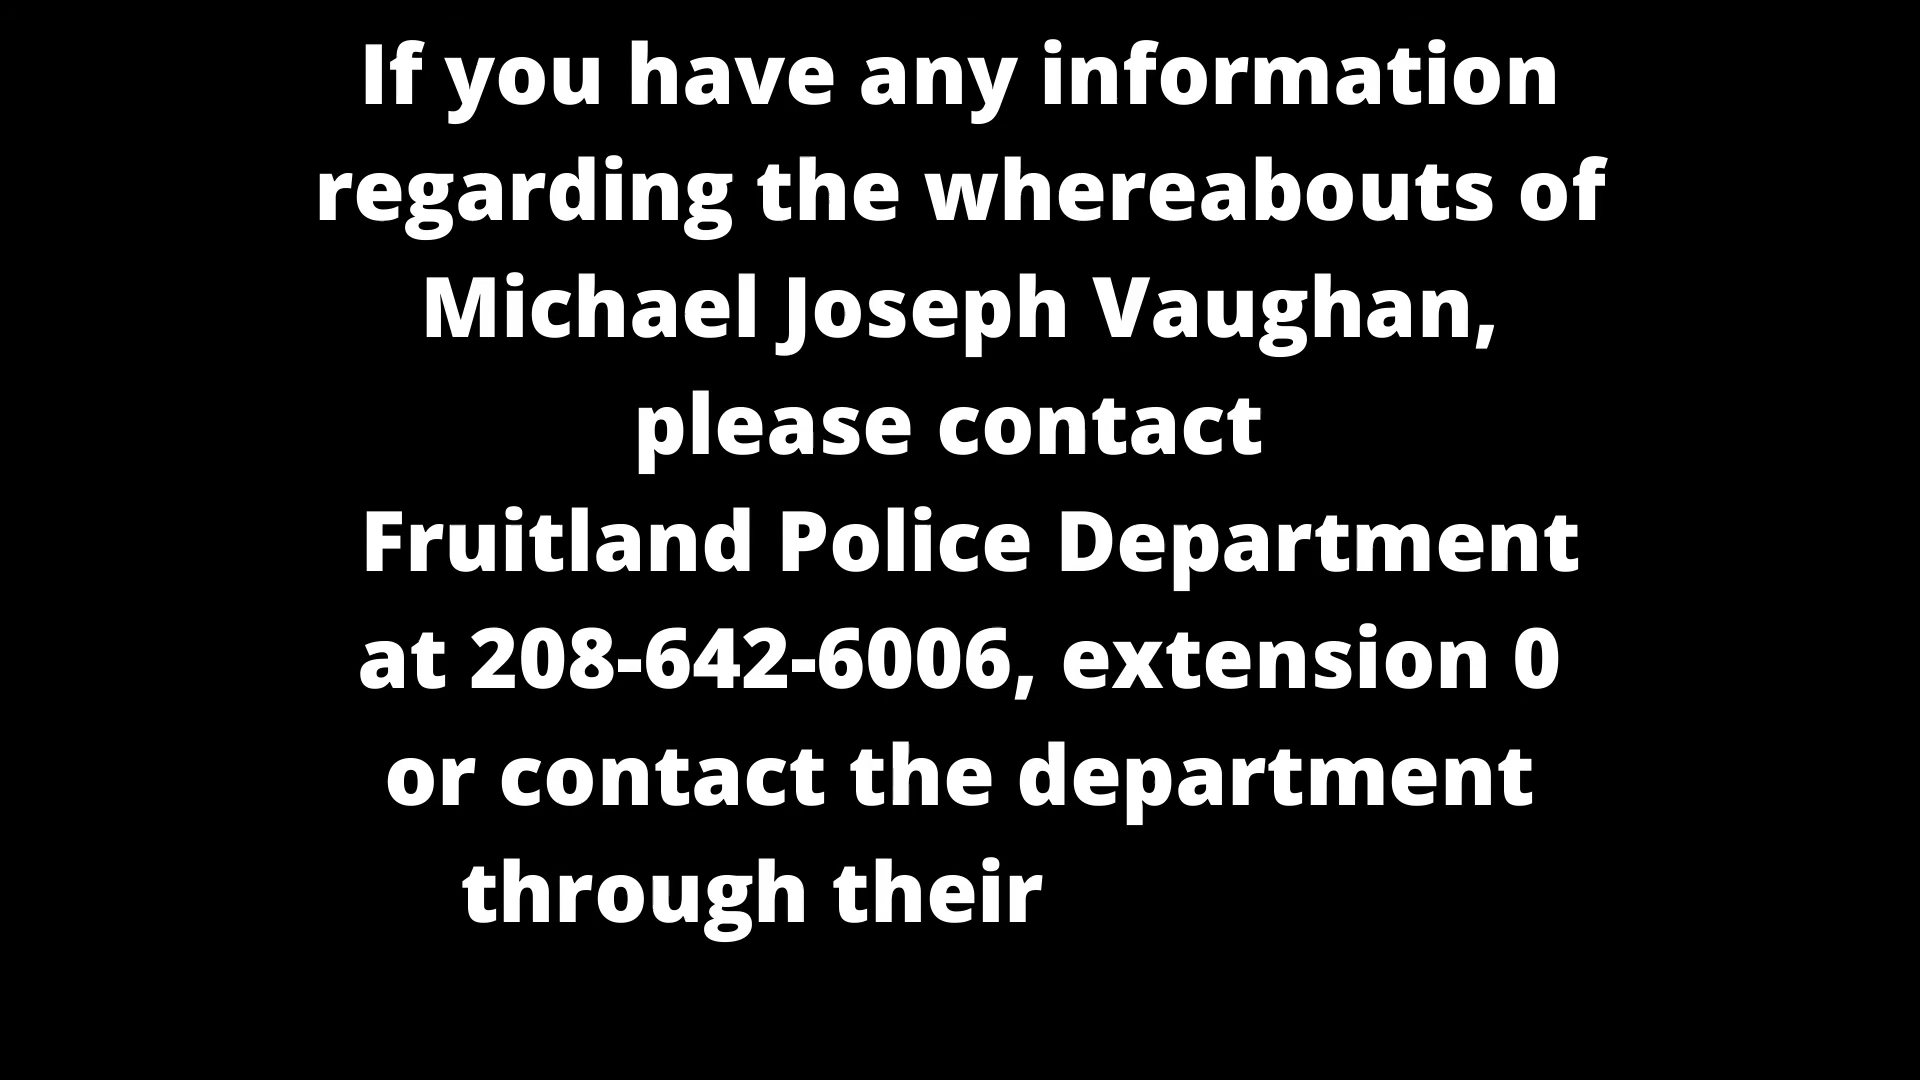 If you have any information
regarding the whereabouts of
Michael Joseph Vaughan,
please contact
Fruitland Police Department
at 208-642-6006, extension 0
or contact the department
through their